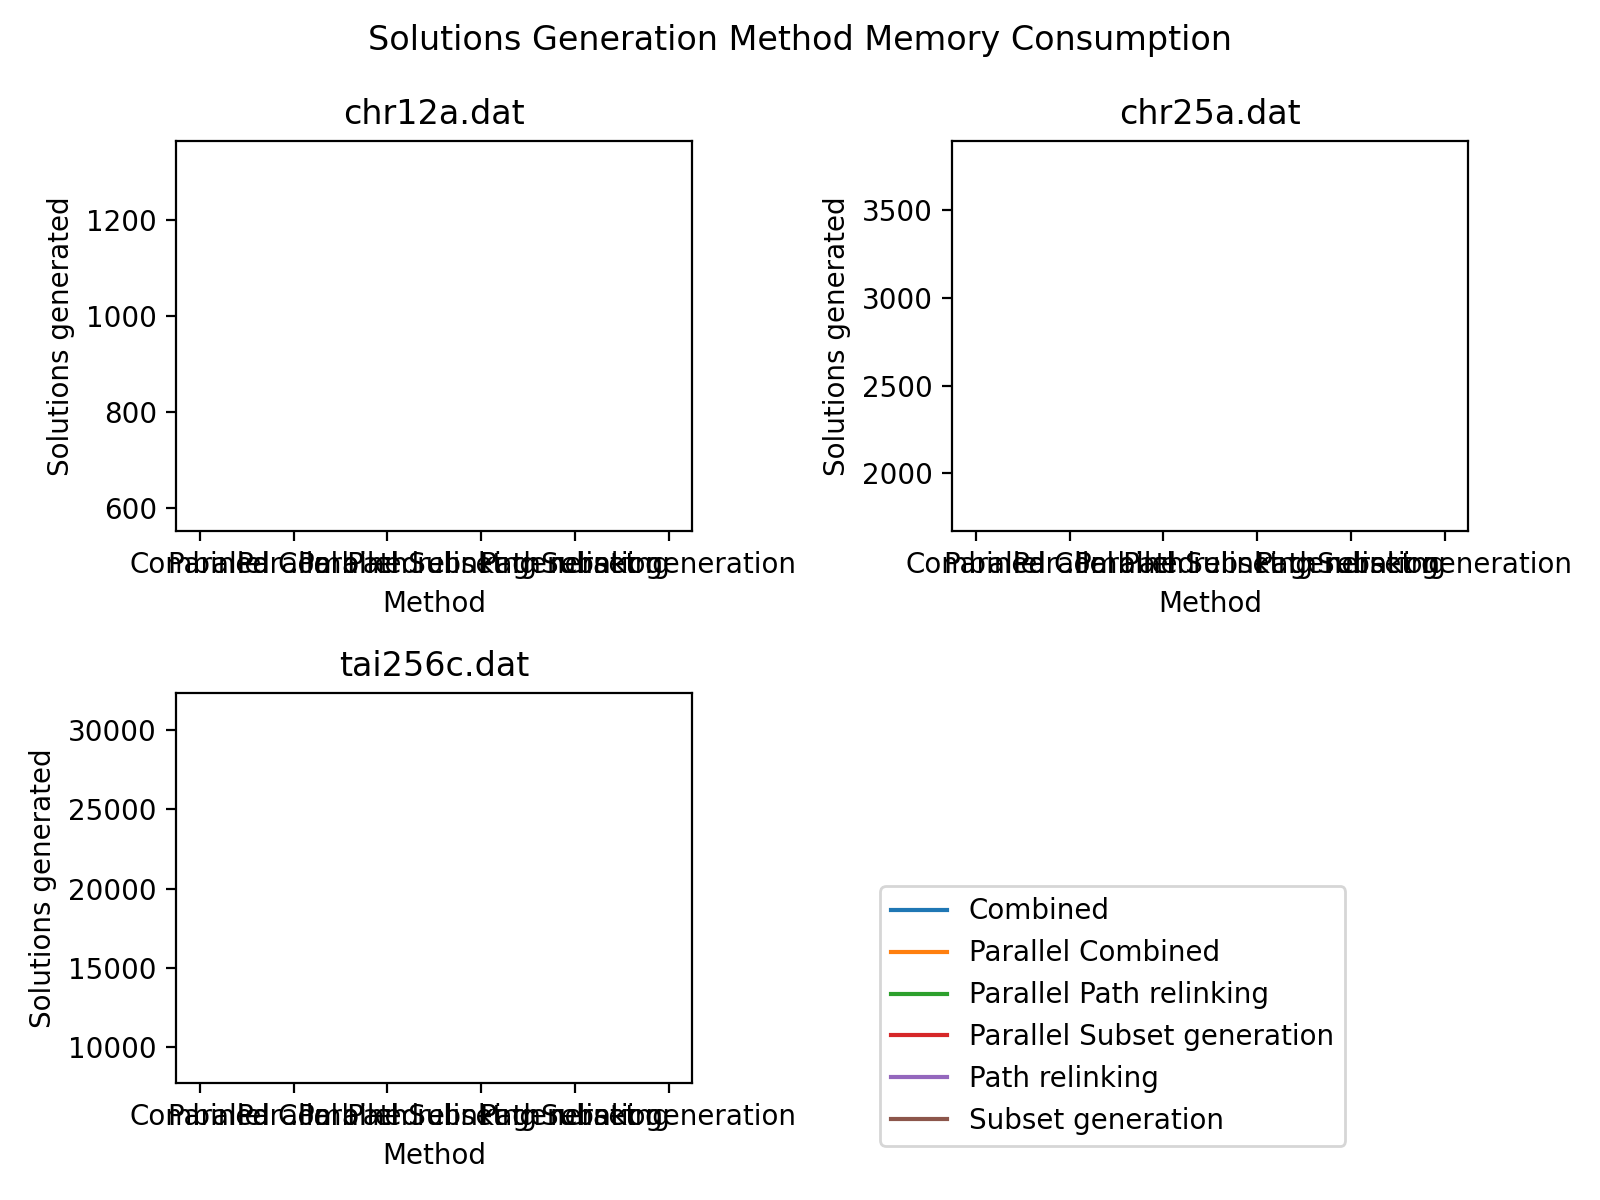 Solutions Generation Method Memory Consumption
chr12a.dat
Solutions generated
1200
1000
800
600
Method
chr25a.dat
Solutions generated
3500
3000
2500
2000
Method
tai256c.dat
Solutions generated
30000
25000
20000
15000
10000
Method
Combined
Parallel Combined
Parallel Path relinking
Parallel Subset generation
Path relinking
Subset generation